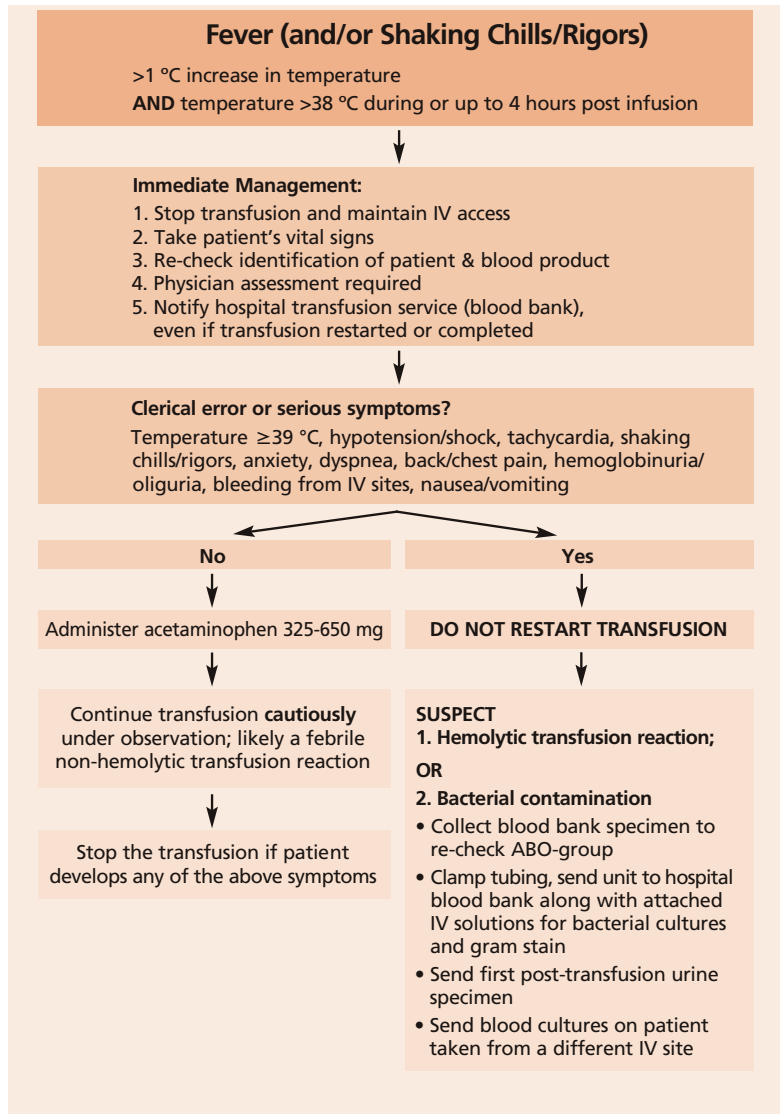 Fever (and/or Shaking Chills/Rigors)
>1 ºC increase in temperature
AND temperature >38 ºC during or up to 4 hours post infusion
Immediate Management:
1. Stop transfusion and maintain IV access
2. Take patient's vital signs
3. Re-check identification of patient & blood product
4. Physician assessment required
5. Notify hospital transfusion service (blood bank),
even if transfusion restarted or completed
Clerical error or serious symptoms?
Temperature ≥39 °C, hypotension/shock, tachycardia, shaking
chills/rigors, anxiety, dyspnea, back/chest pain, hemoglobinuria/
oliguria, bleeding from IV sites, nausea/vomiting
No
Administer acetaminophen 325-650 mg
Continue transfusion cautiously
under observation; likely a febrile
non-hemolytic transfusion reaction
Stop the transfusion if patient
develops any of the above symptoms
Yes
DO NOT RESTART TRANSFUSION
SUSPECT
1. Hemolytic transfusion reaction;
OR
2. Bacterial contamination
• Collect blood bank specimen to
re-check ABO-group
• Clamp tubing, send unit to hospital
blood bank along with attached
IV solutions for bacterial cultures
and gram stain
• Send first post-transfusion urine
specimen
• Send blood cultures on patient
taken from a different IV site